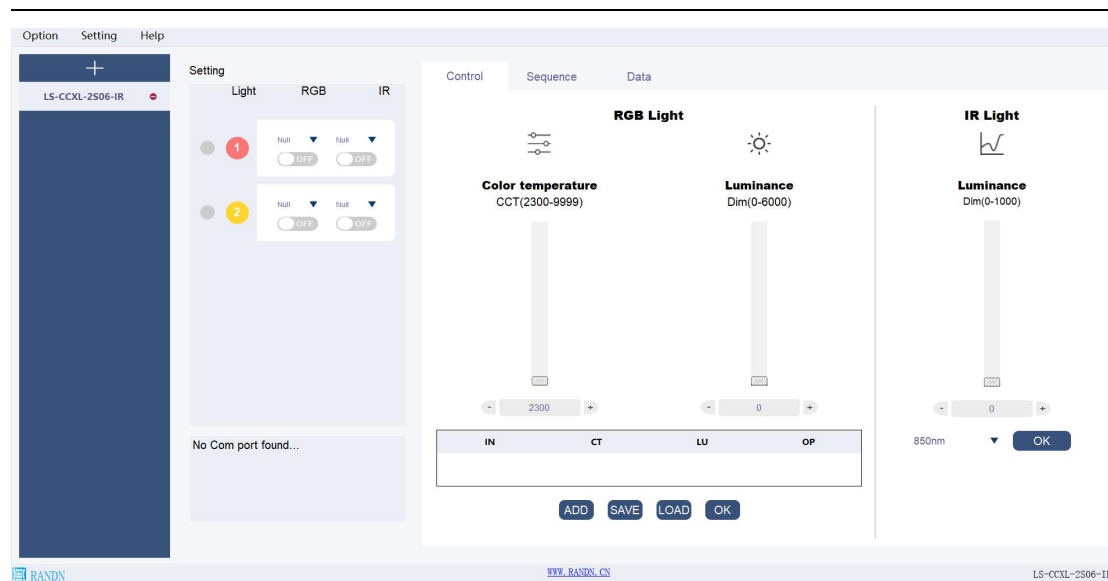 Option Setting Help
LS-CCXL-2S06-IR
Setting
Light RGB IR
1
Null Null
OFF OFF
2
Null Null
OFF OFF
No Com port found...
Control Sequence Data
RGB Light
Color temperature Luminance
CCT(2300-9999) Dim(0-6000)
- 2300 + - 0 +
IN CT LU OP
ADD SAVE LOAD OK
IR Light
Luminance
Dim(0-1000)
- 0 +
850nm OK
RANDN WWW.RANDN.CN LS-CCXL-2S06-I